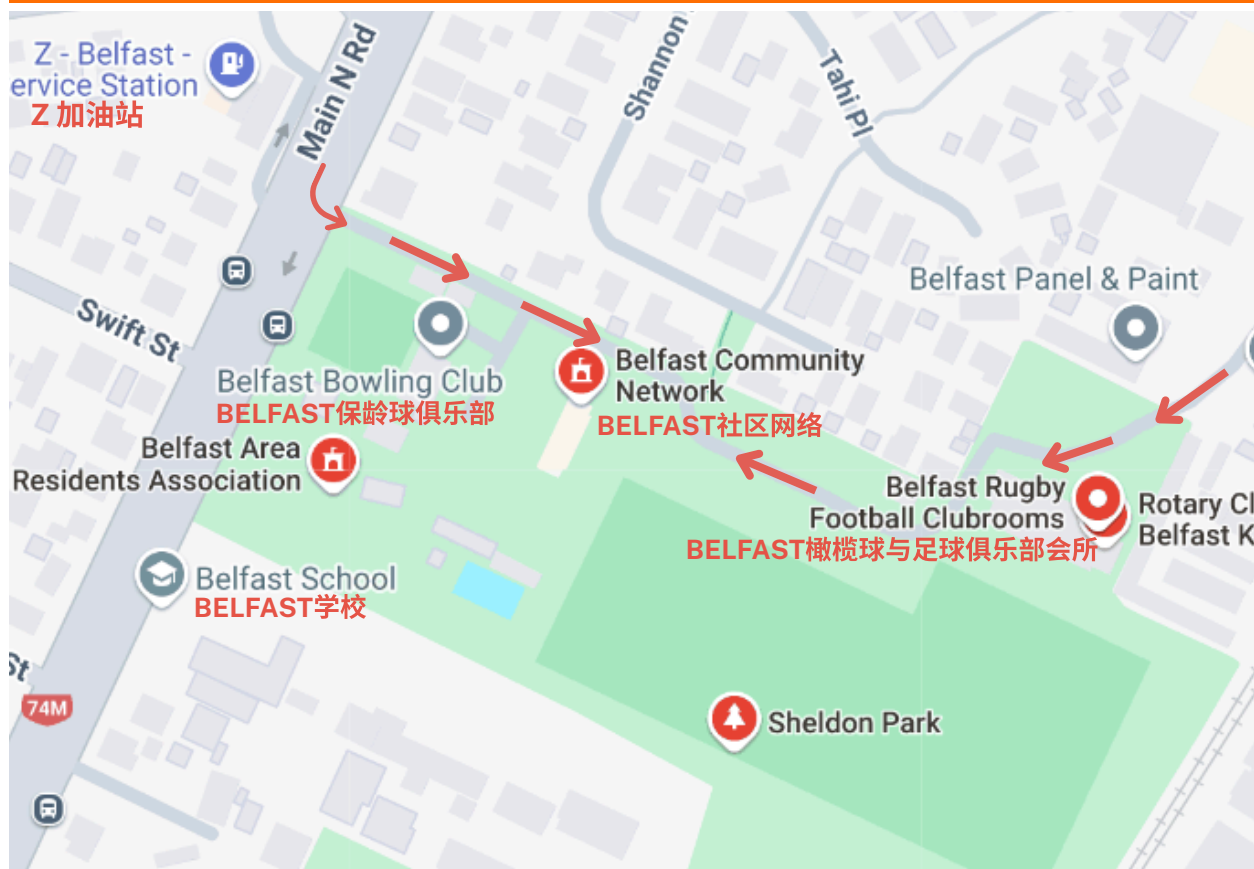 Z - Belfast -
ervice Station
Z 加油站
Main N Rd
Shannon
Tahi Pl
Swift St
Belfast Panel & Paint
Belfast Bowling Club
BELFAST保龄球俱乐部
Belfast Community
Network
BELFAST社区网络
Belfast Area
Residents Association
Belfast Rugby
Football Clubrooms
BELFAST橄榄球与足球俱乐部会所
Rotary Cl
Belfast K
Belfast School
BELFAST学校
St
74M
Sheldon Park